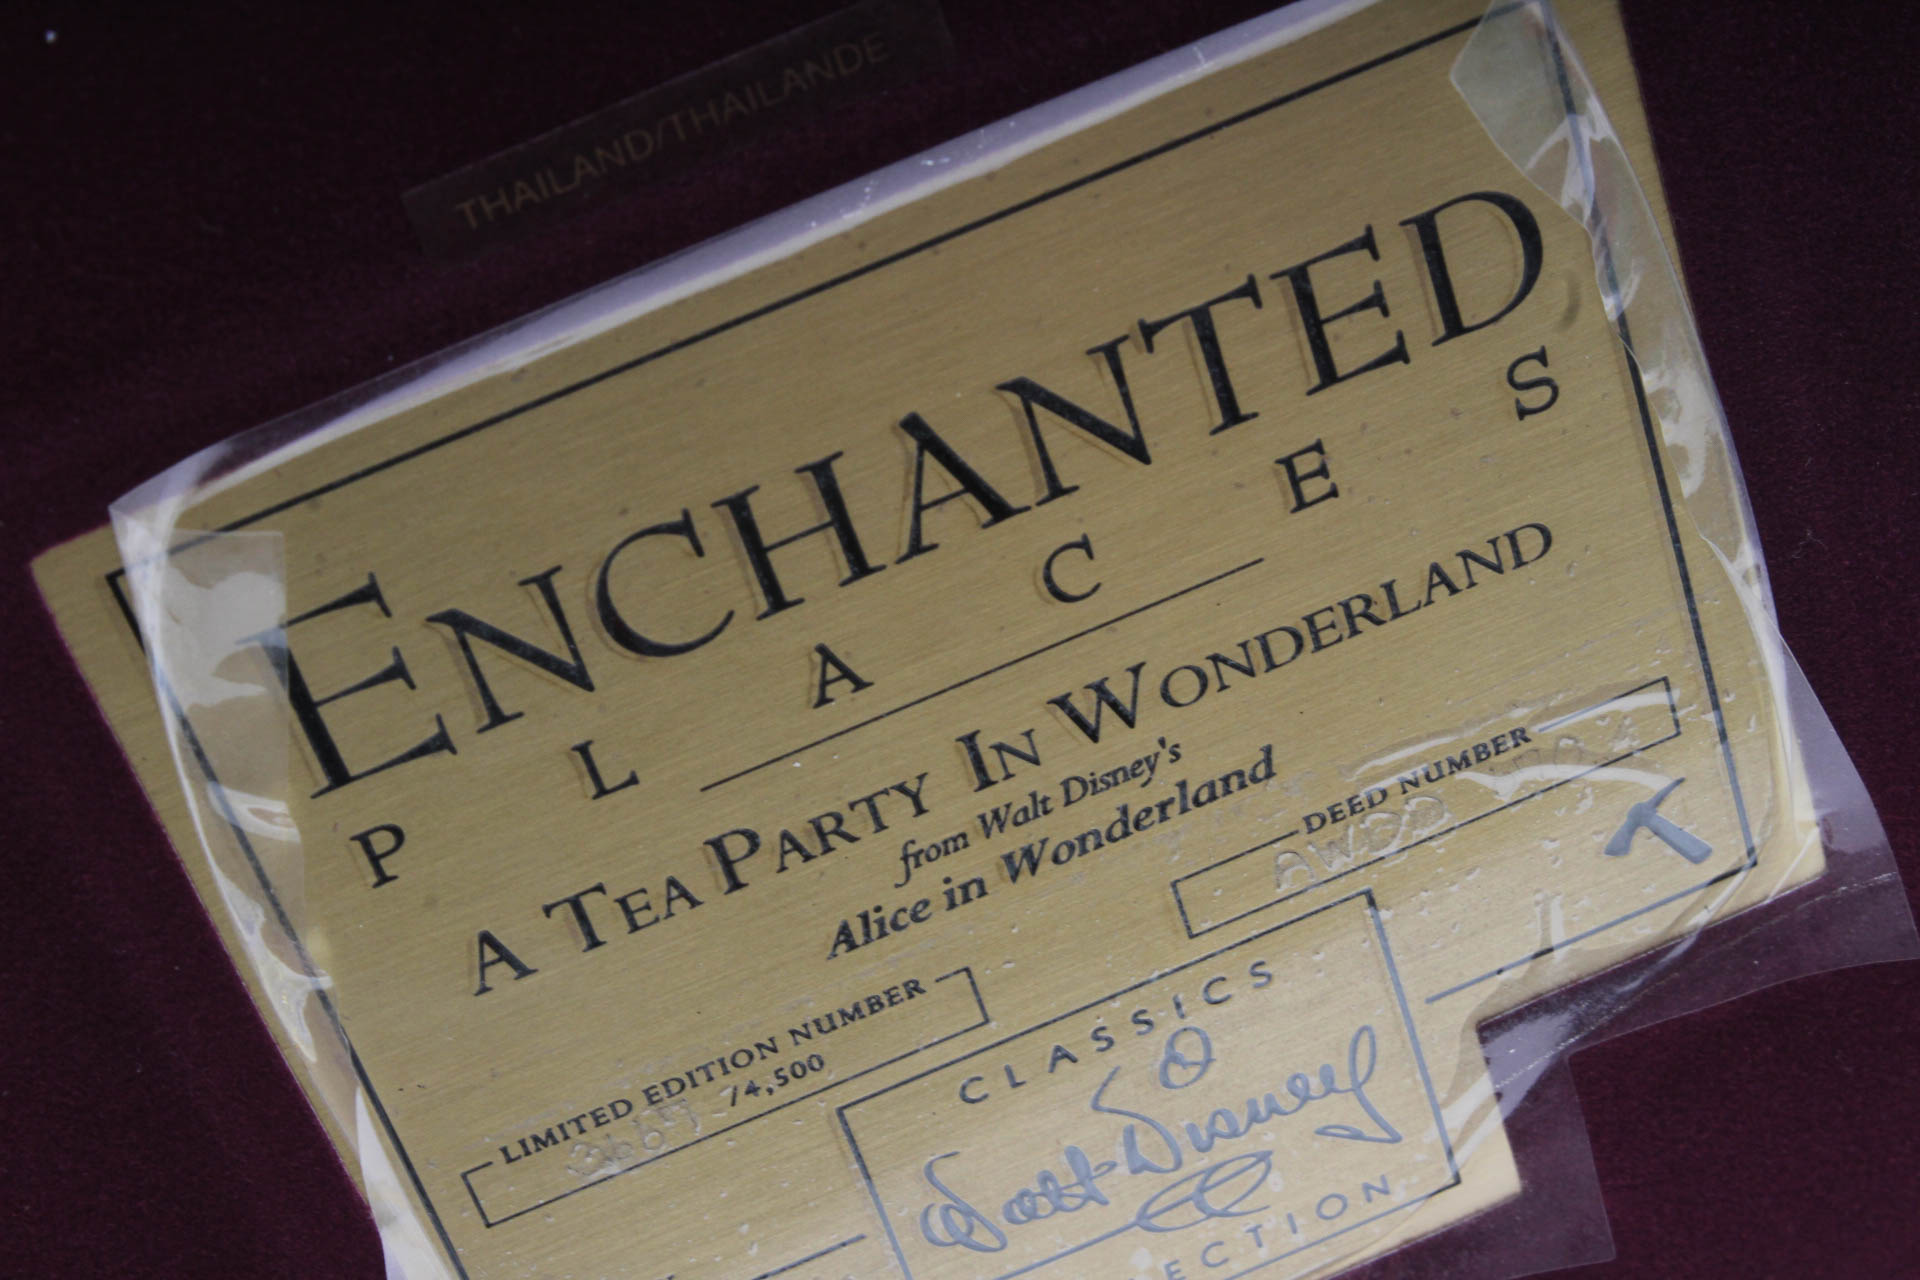 THAILAND/THAILANDE
ENCHANTED
PLACES
A TEA PARTY IN WONDERLAND
from Walt Disney's
Alice in Wonderland
DEED NUMBER
LIMITED EDITION NUMBER
/4,500
CLASSICS
Walt Disney